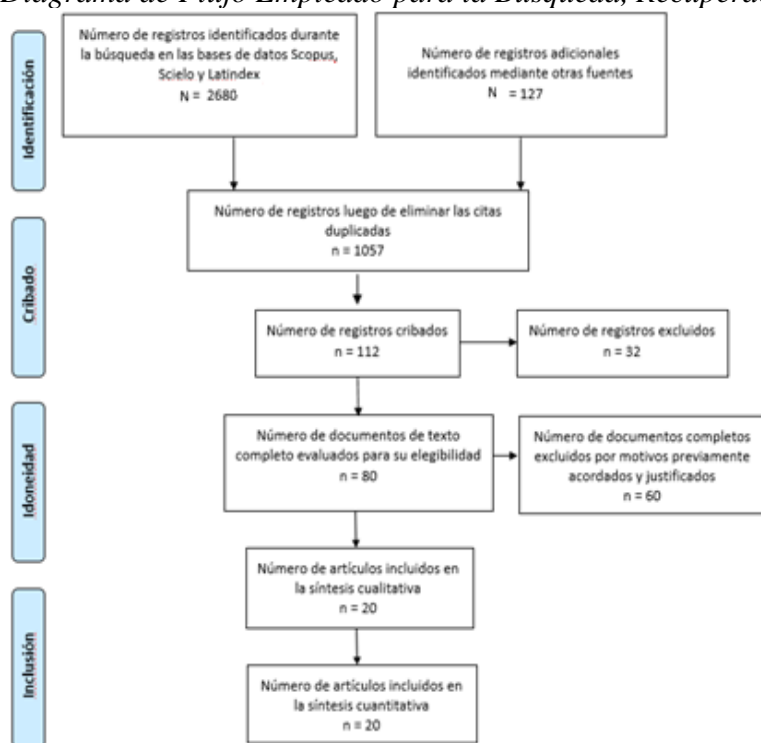 Diagrama de Flujo Empleado para la Búsqueda, Recupera
Identificación
Número de registros identificados durante
la búsqueda en las bases de datos Scopus,
Scielo y Latindex
N = 2680
Número de registros adicionales
identificados mediante otras fuentes
N = 127
Número de registros luego de eliminar las citas
duplicadas
n = 1057
Cribado
Número de registros cribados
n = 112
Número de registros excluidos
n = 32
Idoneidad
Número de documentos de texto
completo evaluados para su elegibilidad
n = 80
Número de documentos completos
excluidos por motivos previamente
acordados y justificados
n = 60
Número de artículos incluidos en
la síntesis cualitativa
n = 20
Inclusión
Número de artículos incluidos en
la síntesis cuantitativa
n = 20